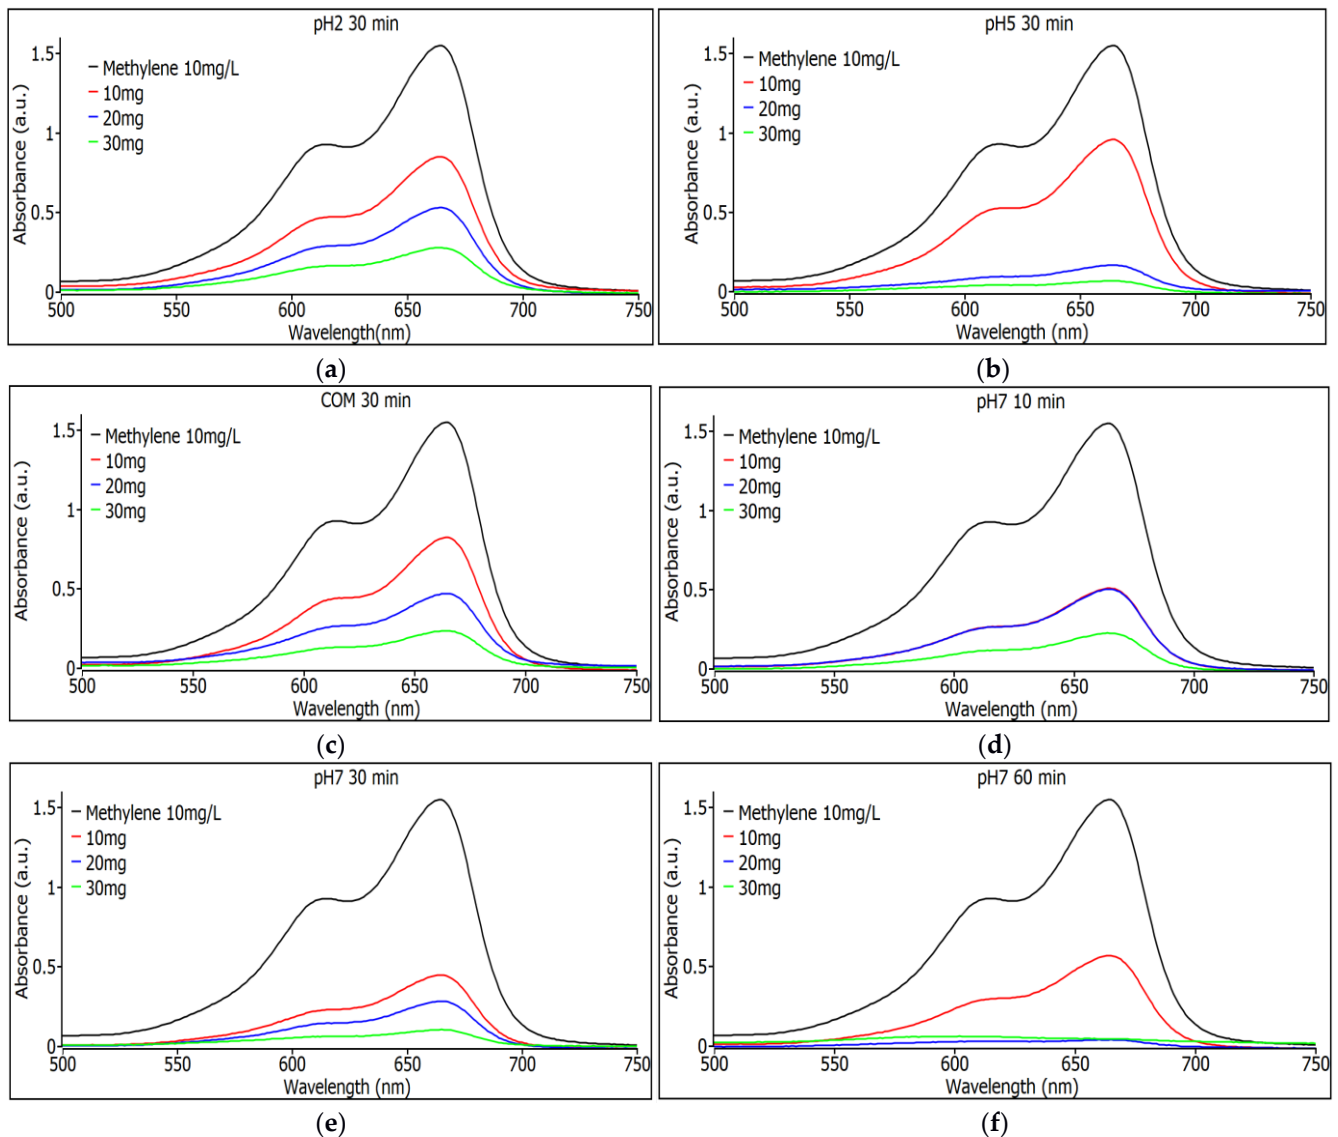 pH2 30 min
1.5
1
0.5
0
Absorbance (a.u.)
Methylene 10mg/L
10mg
20mg
30mg
500 550 600 650 700 750
Wavelength(nm)
(a)
pH5 30 min
1.5
1
0.5
0
Absorbance (a.u.)
Methylene 10mg/L
10mg
20mg
30mg
500 550 600 650 700 750
Wavelength (nm)
(b)
COM 30 min
1.5
1
0.5
0
Absorbance (a.u.)
Methylene 10mg/L
10mg
20mg
30mg
500 550 600 650 700 750
Wavelength (nm)
(c)
pH7 10 min
1.5
1
0.5
0
Absorbance (a.u.)
Methylene 10mg/L
10mg
20mg
30mg
500 550 600 650 700 750
Wavelength (nm)
(d)
pH7 30 min
1.5
1
0.5
0
Absorbance (a.u.)
Methylene 10mg/L
10mg
20mg
30mg
500 550 600 650 700 750
Wavelength (nm)
(e)
pH7 60 min
1.5
1
0.5
0
Absorbance (a.u.)
Methylene 10mg/L
10mg
20mg
30mg
500 550 600 650 700 750
Wavelength (nm)
(f)